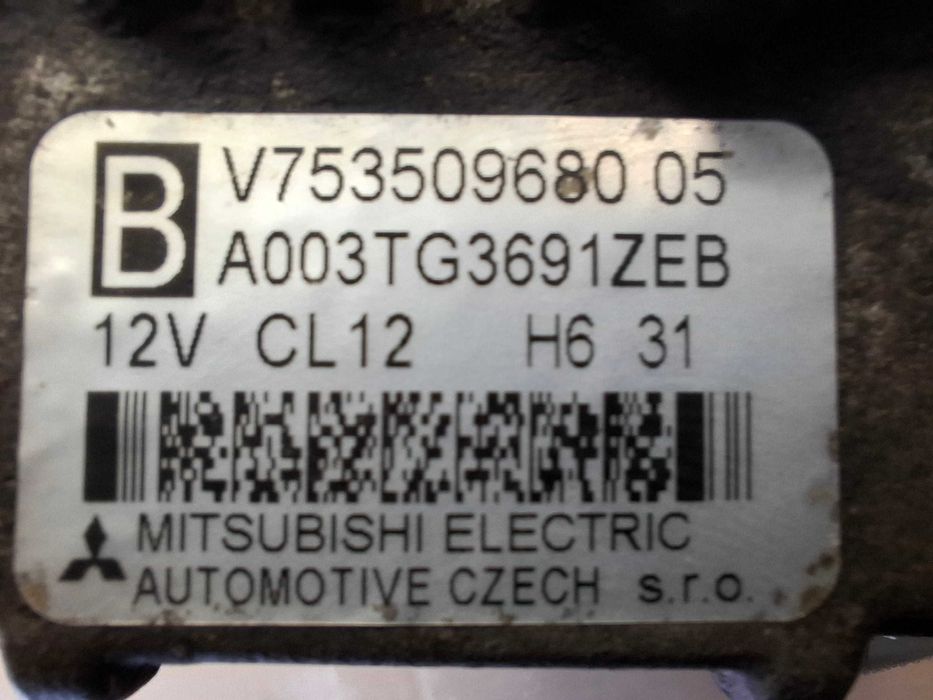 B
V753509680 05
A003TG3691ZEB
12V CL12 H6 31
MITSUBISHI ELECTRIC
AUTOMOTIVE CZECH s.r.o.